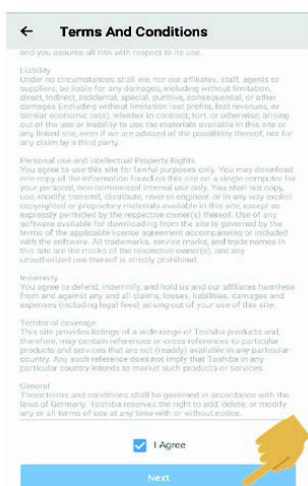 Terms And Conditions
and you assume all risk with respect to its use.
Liability
Under no circumstances shall we, nor our affiliates, staff, agents or
suppliers, be liable for any damages, including without limitation,
direct, indirect, incidental, special, punitive, consequential, or other
damages (including without limitation lost profits, lost revenues, or
similar economic loss), whether in contract, tort, or otherwise, arising
out of the use or inability to use the materials available in this site or
any linked site, even if we are advised of the possibility thereof, nor for
any claim by a third party.
Personal use and Intellectual Property Rights
You agree to use this site for lawful purposes only. You may download
one copy of the information found on this site on a single computer for
your personal, non-commercial internal use only. You shall not copy,
use, modify, transmit, distribute, reverse engineer, or in any way exploit
copyrighted or proprietary materials available in this site, except as
expressly permitted by the respective owner(s) thereof. Use of any
software available for downloading from the site is governed by the
terms of the applicable license agreement accompanying or included
with the software. All trademarks, service marks, and trade names in
this site are the marks of the respective owner(s), and any
unauthorized use thereof is strictly prohibited.
Indemnity
You agree to defend, indemnify, and hold us and our affiliates harmless
from and against any and all claims, losses, liabilities, damages and
expenses (including legal fees) arising out of your use of this site.
Territorial coverage
This site provides listings of a wide range of Toshiba products and,
therefore, may contain references or cross references to particular
products and services that are not (readily) available in any particular
country. Any such reference does not imply that Toshiba in any
particular country intends to market such products or services.
General
These terms and conditions shall be governed in accordance with the
laws of Germany. Toshiba reserves the right to add, delete, or modify
any or all terms of use at any time with or without notice.
I Agree
Next